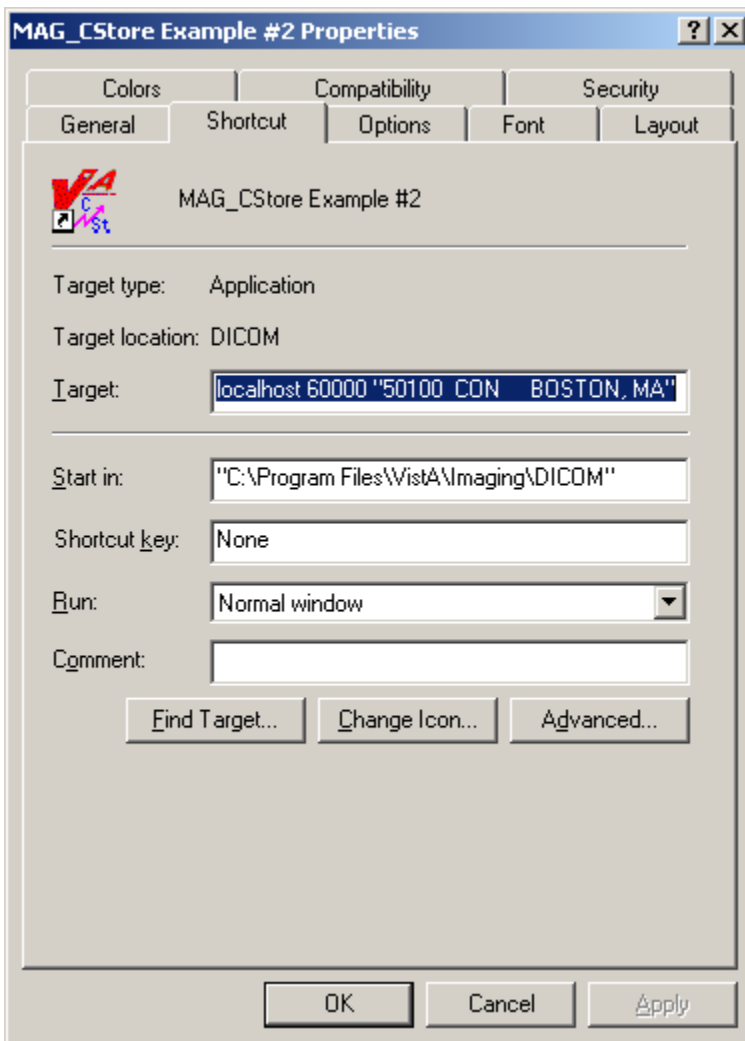 MAG_CStore Example #2 Properties
Colors Compatibility Security
General Shortcut Options Font Layout
VA
C
St.
MAG_CStore Example #2
Target type: Application
Target location: DICOM
Target: localhost 60000 "50100  CON     BOSTON, MA"
Start in: "C:\Program Files\VistA\Imaging\DICOM"
Shortcut key: None
Run: Normal window
Comment:
Find Target... Change Icon... Advanced...
OK Cancel Apply